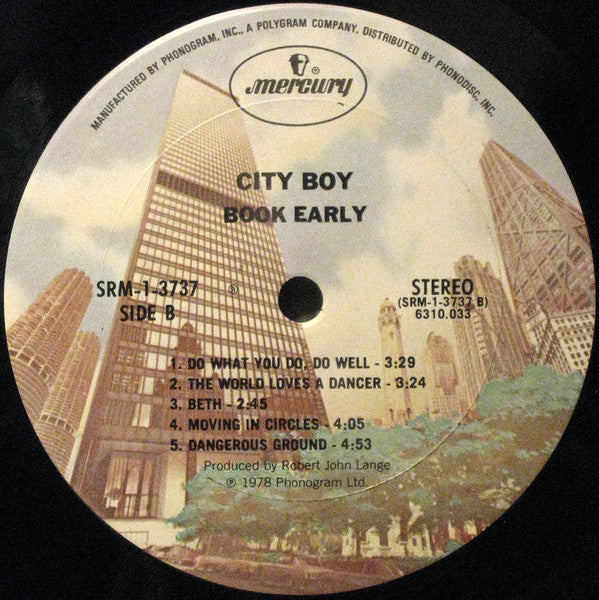 MANUFACTURED BY PHONOGRAM, INC., A POLYGRAM COMPANY. DISTRIBUTED BY PHONODISC, INC.
®
mercury
CITY BOY
BOOK EARLY
SRM-1-3737
SIDE B
®
STEREO
(SRM-1-3737 B)
6310.033
1. DO WHAT YOU DO, DO WELL - 3:29
2. THE WORLD LOVES A DANCER - 3:24
3. BETH - 2:45
4. MOVING IN CIRCLES - 4:05
5. DANGEROUS GROUND - 4:53
Produced by Robert John Lange
℗ 1978 Phonogram Ltd.